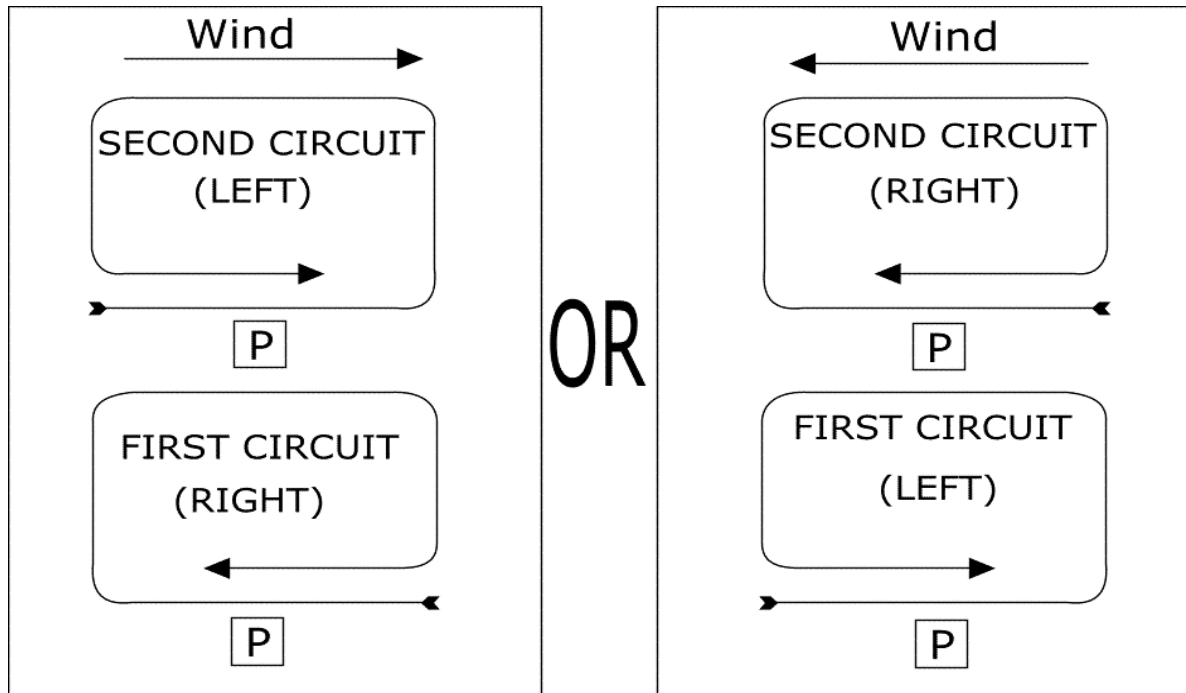 Wind
SECOND CIRCUIT
(LEFT)
P
FIRST CIRCUIT
(RIGHT)
P
OR
Wind
SECOND CIRCUIT
(RIGHT)
P
FIRST CIRCUIT
(LEFT)
P